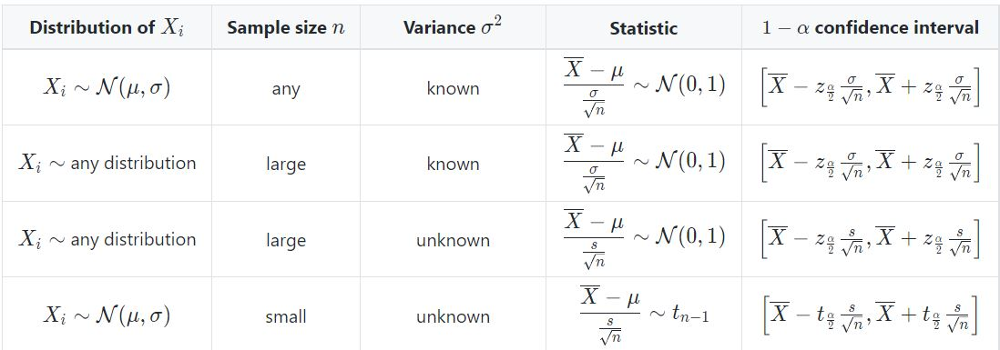 Distribution of $X_i$ | Sample size $n$ | Variance $\sigma^2$ | Statistic | $1 - \alpha$ confidence interval
$X_i \sim \mathcal{N}(\mu, \sigma)$ | any | known | $\frac{\overline{X} - \mu}{\frac{\sigma}{\sqrt{n}}} \sim \mathcal{N}(0, 1)$ | $\left[\overline{X} - z_{\frac{\alpha}{2}} \frac{\sigma}{\sqrt{n}}, \overline{X} + z_{\frac{\alpha}{2}} \frac{\sigma}{\sqrt{n}}\right]$
$X_i \sim$ any distribution | large | known | $\frac{\overline{X} - \mu}{\frac{\sigma}{\sqrt{n}}} \sim \mathcal{N}(0, 1)$ | $\left[\overline{X} - z_{\frac{\alpha}{2}} \frac{\sigma}{\sqrt{n}}, \overline{X} + z_{\frac{\alpha}{2}} \frac{\sigma}{\sqrt{n}}\right]$
$X_i \sim$ any distribution | large | unknown | $\frac{\overline{X} - \mu}{\frac{s}{\sqrt{n}}} \sim \mathcal{N}(0, 1)$ | $\left[\overline{X} - z_{\frac{\alpha}{2}} \frac{s}{\sqrt{n}}, \overline{X} + z_{\frac{\alpha}{2}} \frac{s}{\sqrt{n}}\right]$
$X_i \sim \mathcal{N}(\mu, \sigma)$ | small | unknown | $\frac{\overline{X} - \mu}{\frac{s}{\sqrt{n}}} \sim t_{n-1}$ | $\left[\overline{X} - t_{\frac{\alpha}{2}} \frac{s}{\sqrt{n}}, \overline{X} + t_{\frac{\alpha}{2}} \frac{s}{\sqrt{n}}\right]$